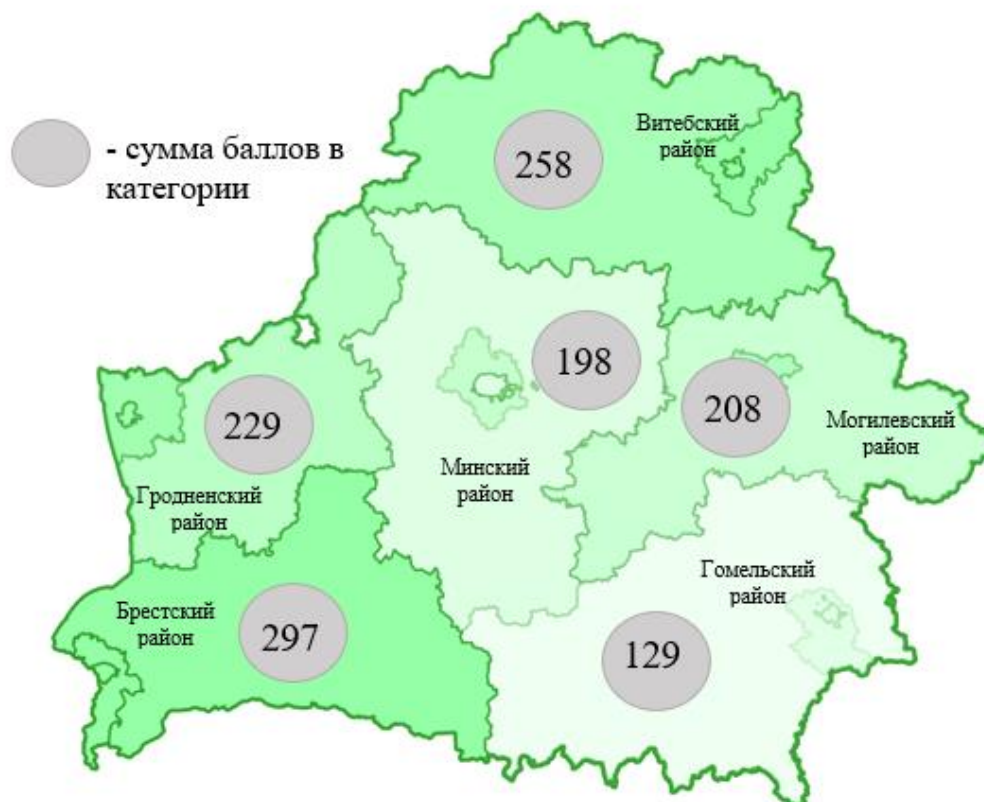 - сумма баллов в
категории
258
Витебский
район
198
208
229
Могилевский
район
Минский
район
Гродненский
район
Гомельский
район
Брестский
район
297
129